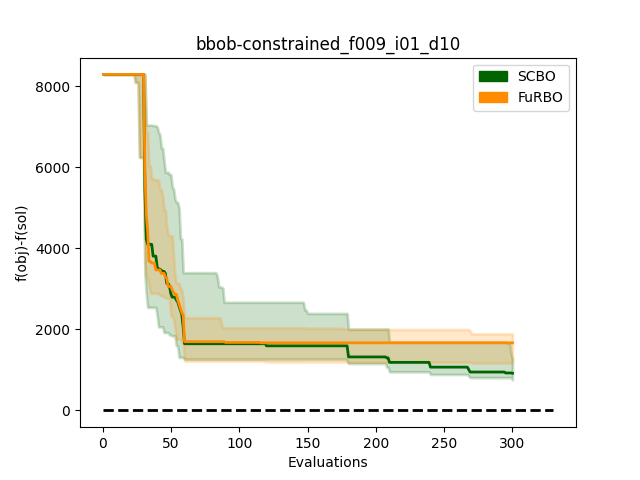 bbob-constrained_f009_i01_d10
SCBO
FuRBO
f(obj)-f(sol)
8000
6000
4000
2000
0
0 50 100 150 200 250 300
Evaluations